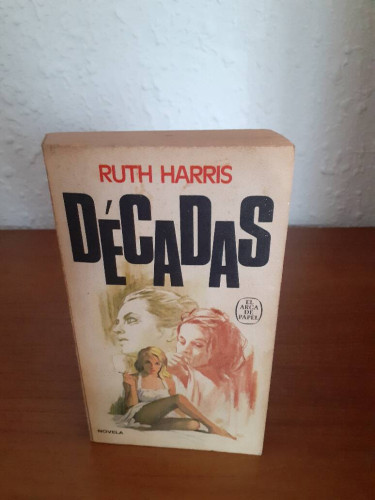 RUTH HARRIS
DÉCADAS
EL
ARCA
DE
PAPEL
NOVELA